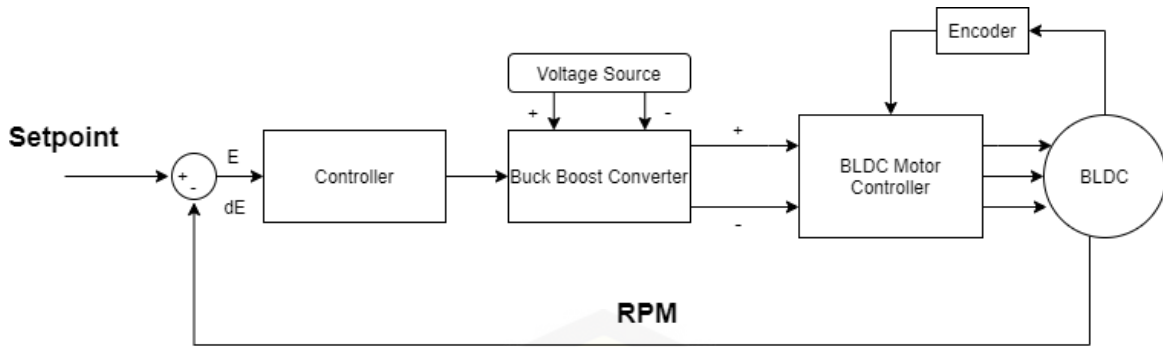 Encoder
Voltage Source
+ -
Setpoint
+
-
E
dE
Controller
Buck Boost Converter
+
-
BLDC Motor
Controller
BLDC
RPM